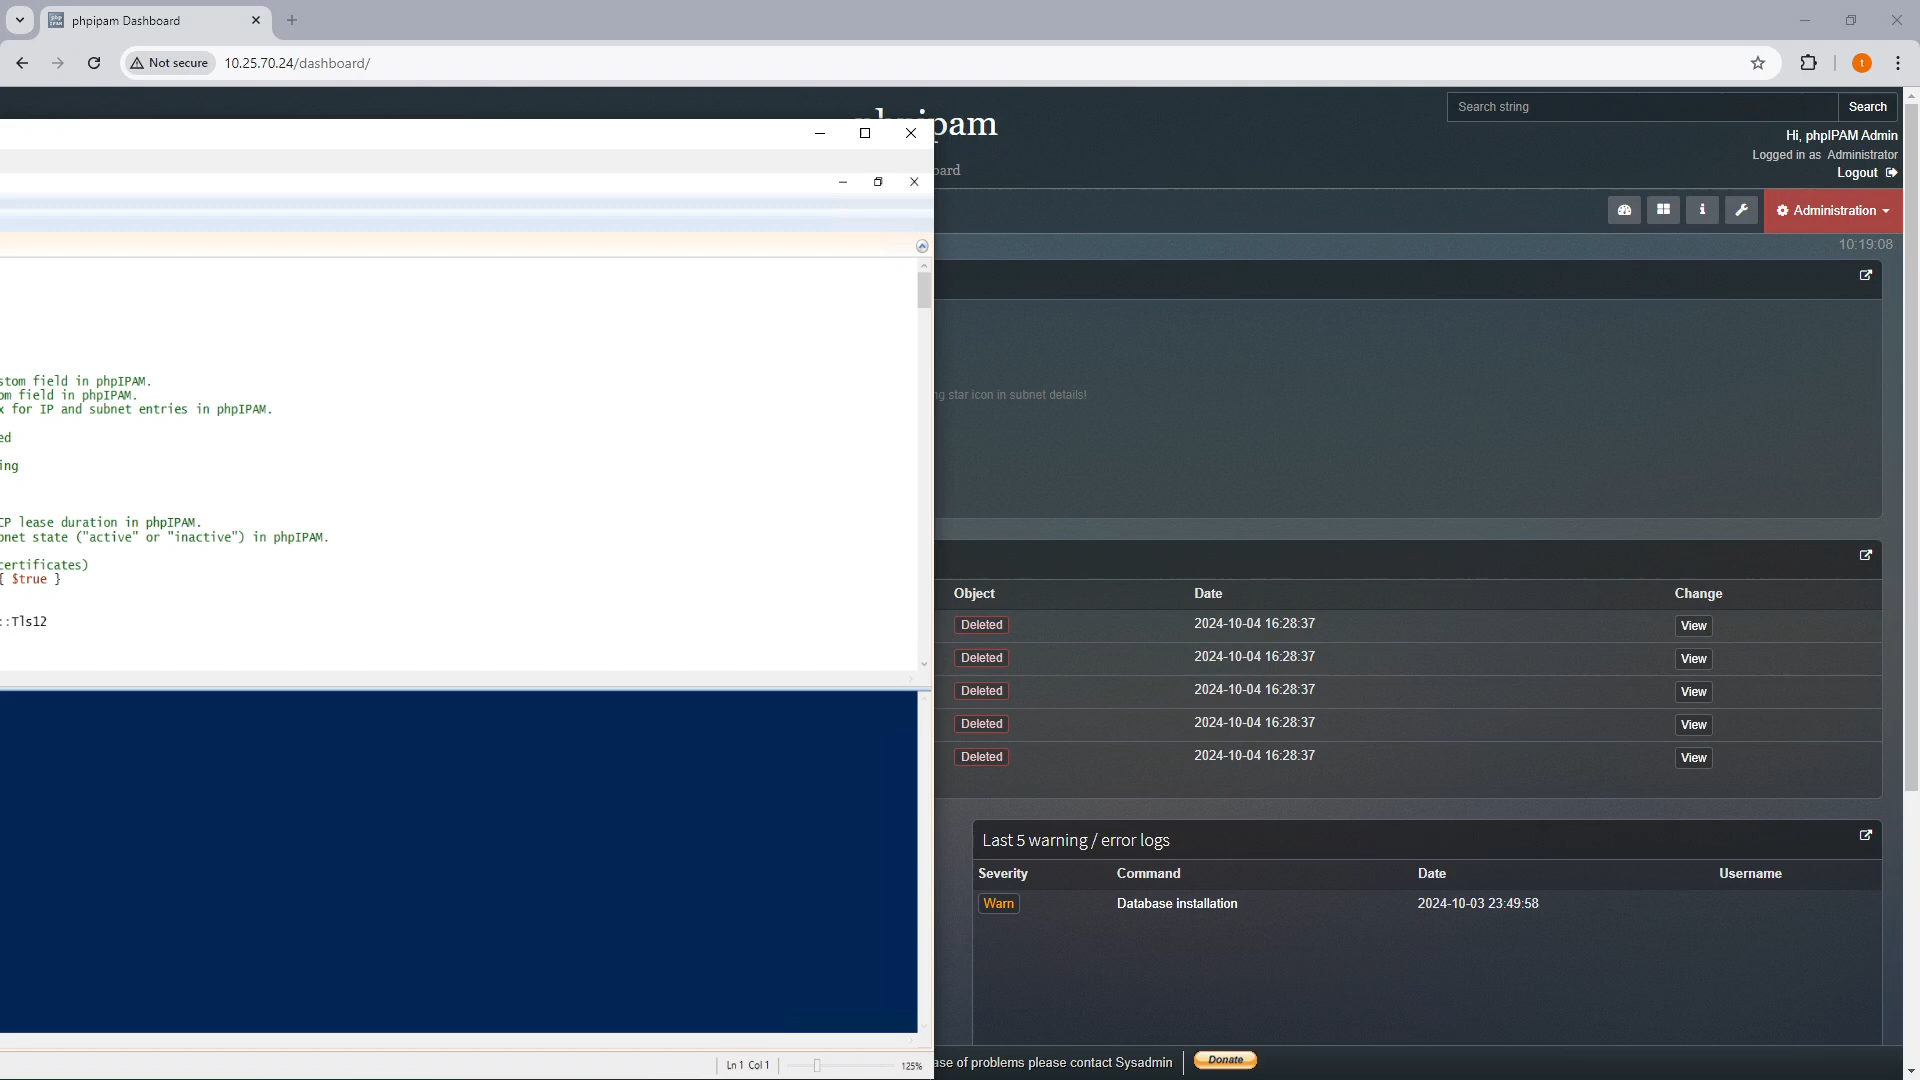 phpipam Dashboard
Not secure
10.25.70.24/dashboard/
Search string
Search
Hi, phpIPAM Admin
Logged in as Administrator
Logout
Administration
10:19:08
stom field in phpIPAM.
om field in phpIPAM.
x for IP and subnet entries in phpIPAM.
ed
ing
CP lease duration in phpIPAM.
bnet state ("active" or "inactive") in phpIPAM.
certificates)
{ $true }
::Tls12
Ln 1 Col 1
125%
ng star icon in subnet details!
Object Date Change
Deleted 2024-10-04 16:28:37 View
Deleted 2024-10-04 16:28:37 View
Deleted 2024-10-04 16:28:37 View
Deleted 2024-10-04 16:28:37 View
Deleted 2024-10-04 16:28:37 View
Last 5 warning / error logs
Severity Command Date Username
Warn Database installation 2024-10-03 23:49:58
ase of problems please contact Sysadmin
Donate